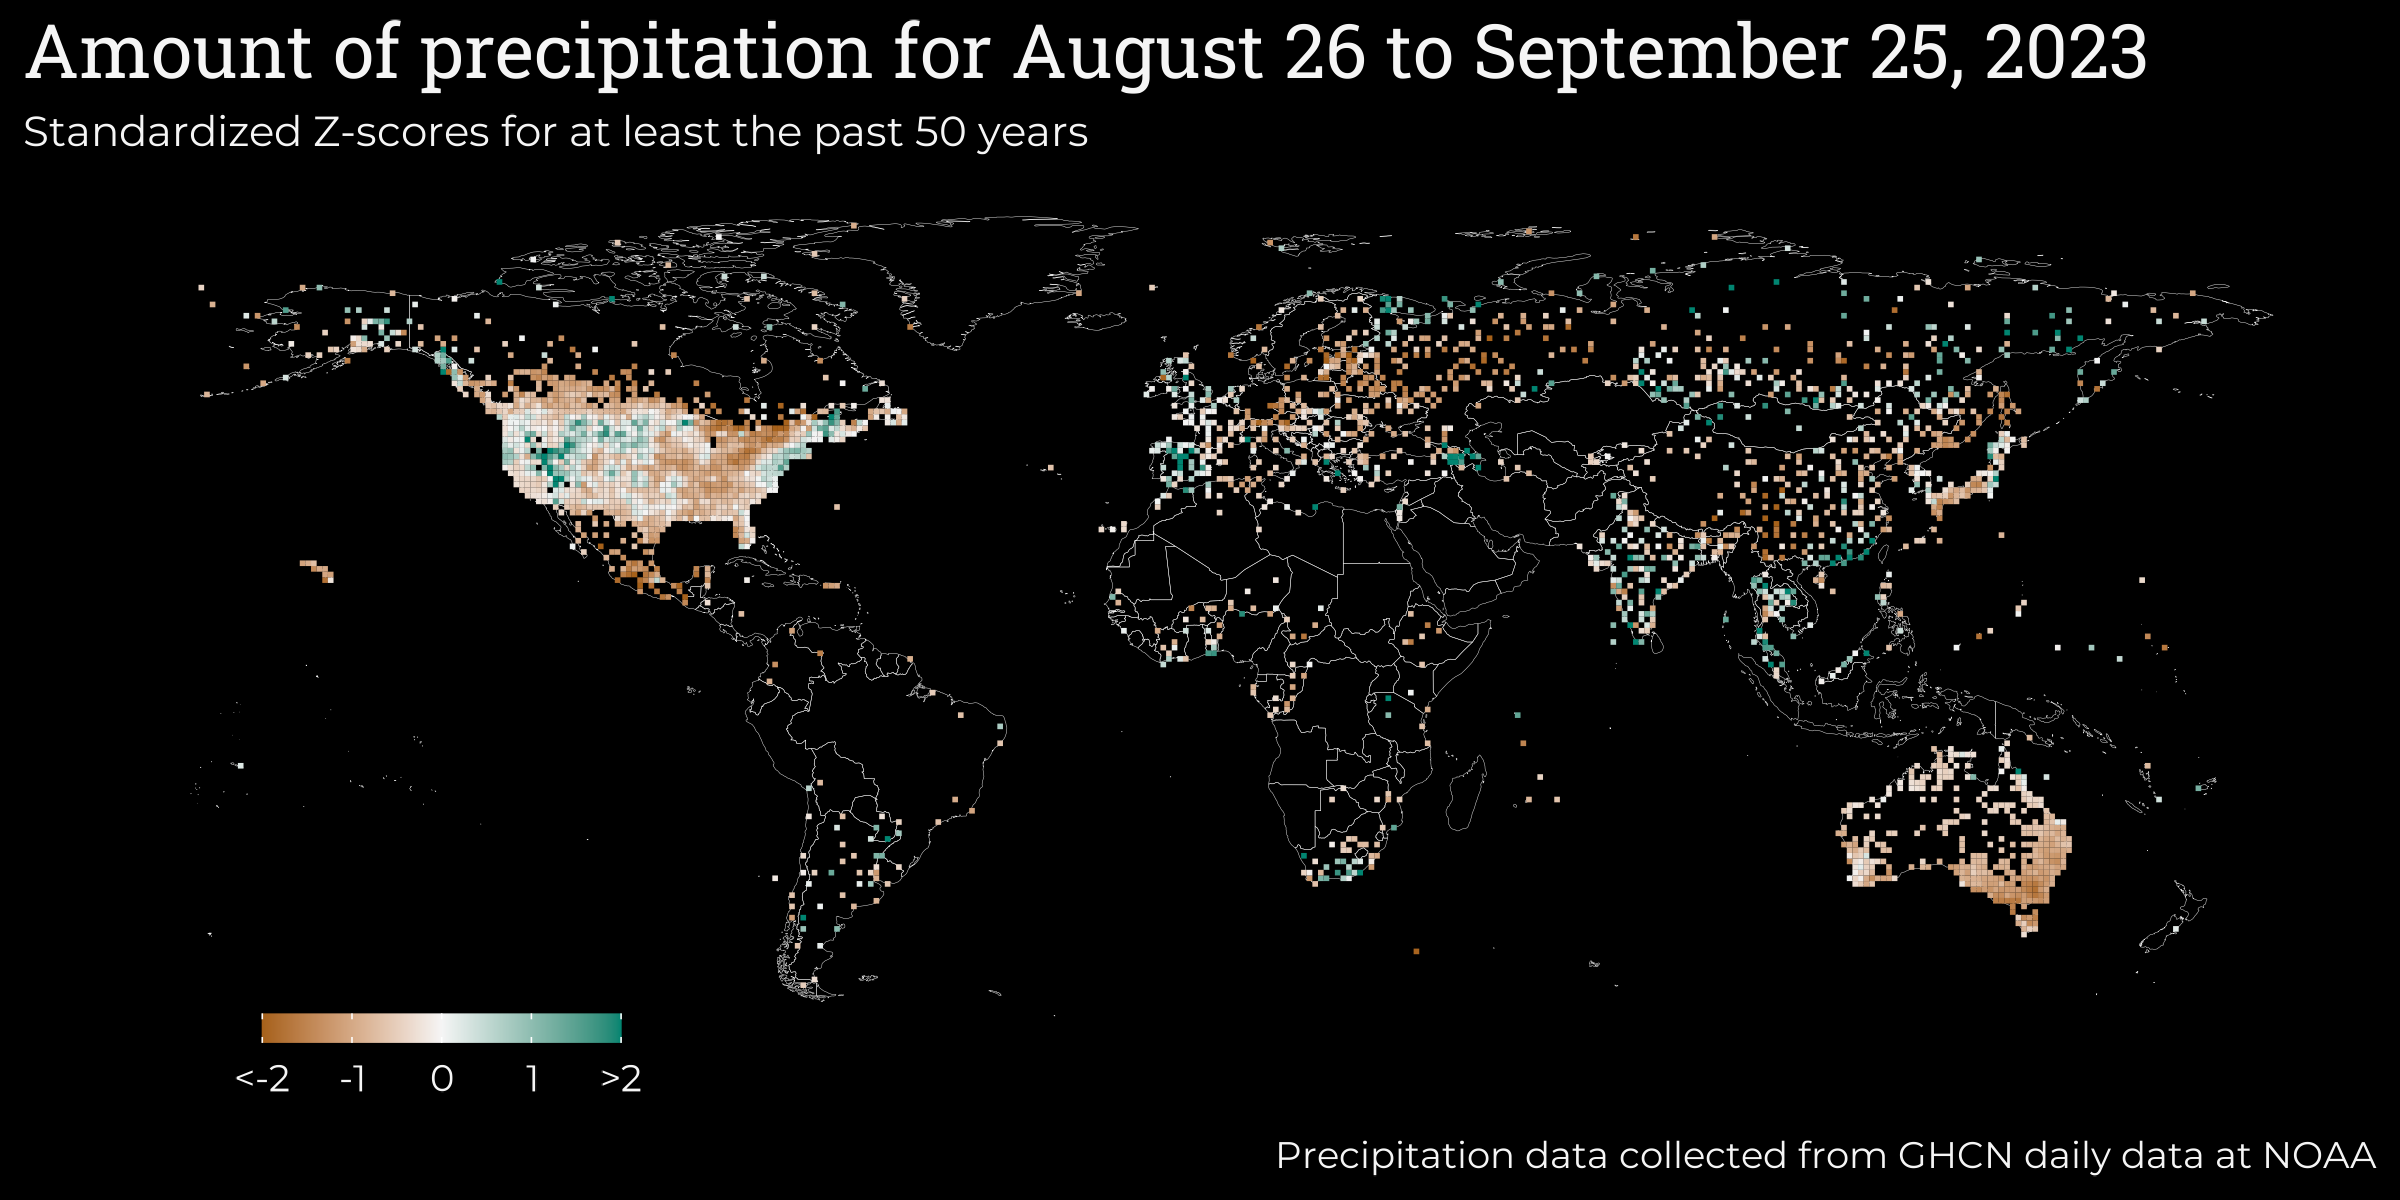 Amount of precipitation for August 26 to September 25, 2023
Standardized Z-scores for at least the past 50 years
<-2 -1 0 1 >2
Precipitation data collected from GHCN daily data at NOAA